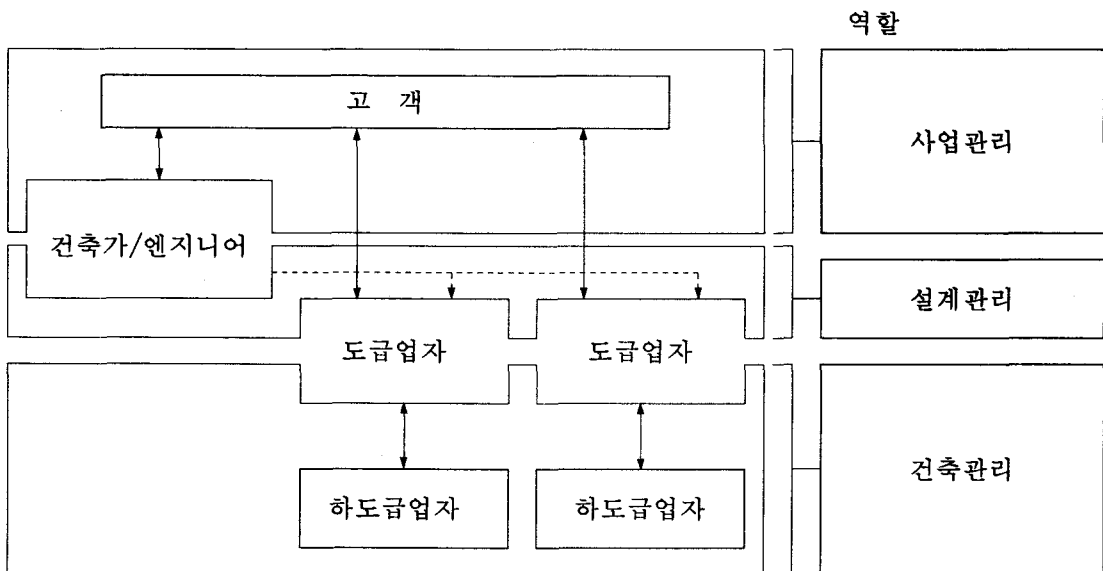 역할
고 객
사업관리
건축가/엔지니어
설계관리
도급업자
도급업자
건축관리
하도급업자
하도급업자